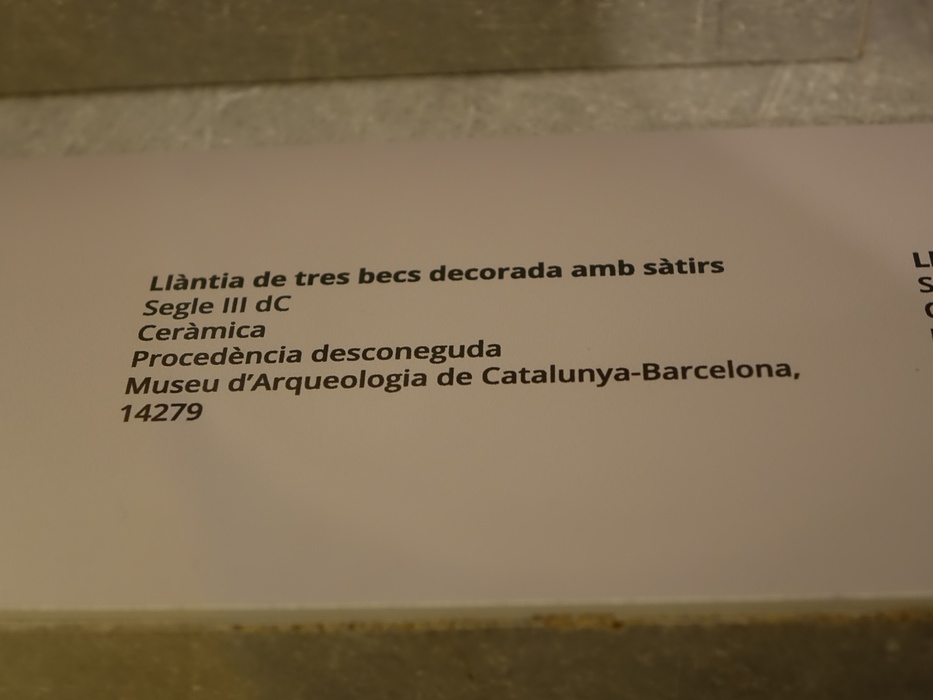 Llàntia de tres becs decorada amb sàtirs
Segle III dC
Ceràmica
Procedència desconeguda
Museu d'Arqueologia de Catalunya-Barcelona,
14279